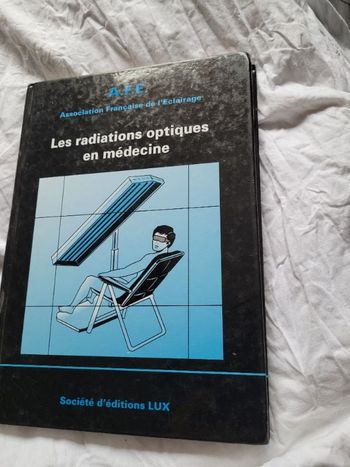 A.F.E.
Association Française de l'Eclairage
Les radiations optiques
en médecine
Société d'éditions LUX